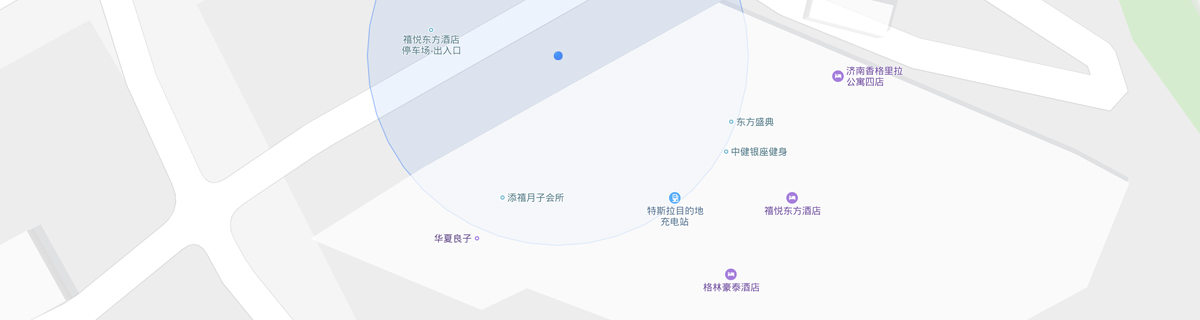 禧悦东方酒店
停车场-出入口
济南香格里拉
公寓四店
东方盛典
中健银座健身
添禧月子会所
特斯拉目的地
充电站
禧悦东方酒店
华夏良子
格林豪泰酒店